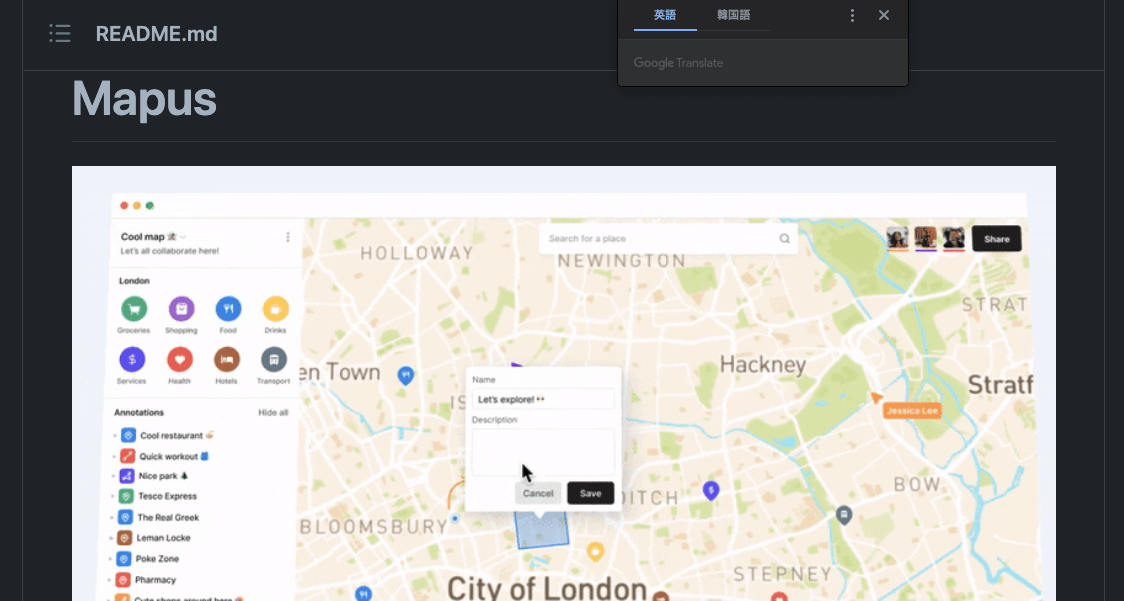 英語 韓国語
README.md
Google Translate
Mapus
Cool map
Let's all collaborate here!
London
Groceries Shopping Food Drinks
Services Health Hotels Transport
Annotations Hide all
Cool restaurant
Quick workout
Nice park
Tesco Express
The Real Greek
Leman Locke
Poke Zone
Pharmacy
Cute shops around here
Search for a place
Share
HOLLOWAY
NEWINGTON
STRAT
Hackney
en Town
Stratf
IS
Jessica Lee
Name
Let's explore!
Description
Cancel Save
DITCH
BOW
BLOOMSBURY
STEPNEY
City of London